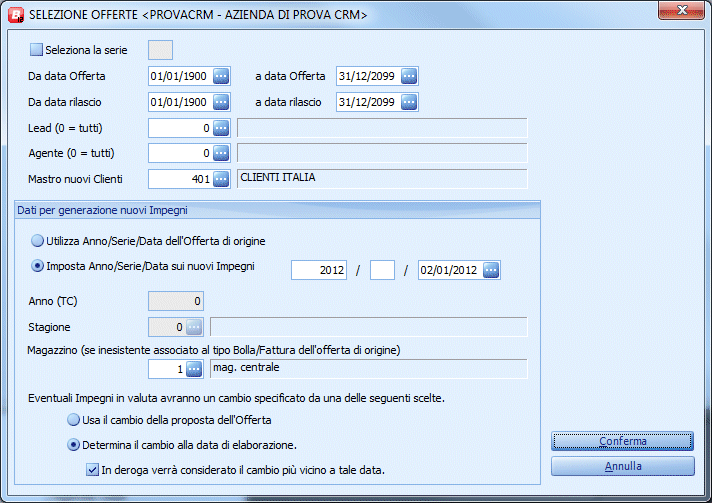 SELEZIONE OFFERTE <PROVACRM - AZIENDA DI PROVA CRM>
Seleziona la serie
Da data Offerta 01/01/1900 a data Offerta 31/12/2099
Da data rilascio 01/01/1900 a data rilascio 31/12/2099
Lead (0 = tutti) 0
Agente (0 = tutti) 0
Mastro nuovi Clienti 401 CLIENTI ITALIA
Dati per generazione nuovi Impegni
Utilizza Anno/Serie/Data dell'Offerta di origine
Imposta Anno/Serie/Data sui nuovi Impegni 2012 / / 02/01/2012
Anno (TC) 0
Stagione 0
Magazzino (se inesistente associato al tipo Bolla/Fattura dell'offerta di origine)
1 mag. centrale
Eventuali Impegni in valuta avranno un cambio specificato da una delle seguenti scelte.
Usa il cambio della proposta dell'Offerta
Determina il cambio alla data di elaborazione.
In deroga verrà considerato il cambio più vicino a tale data.
Conferma
Annulla